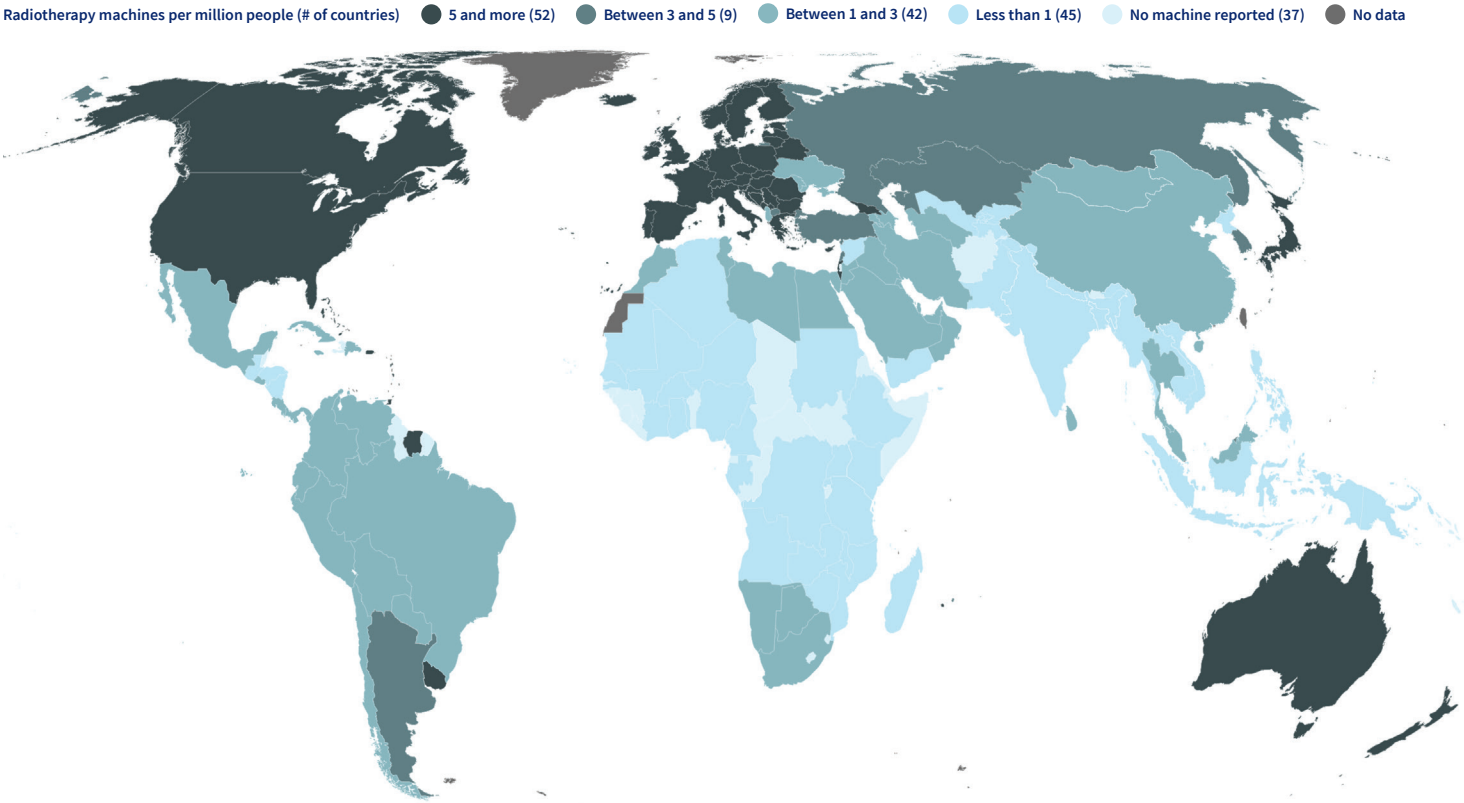 Radiotherapy machines per million people (# of countries) 5 and more (52) Between 3 and 5 (9) Between 1 and 3 (42) Less than 1 (45) No machine reported (37) No data